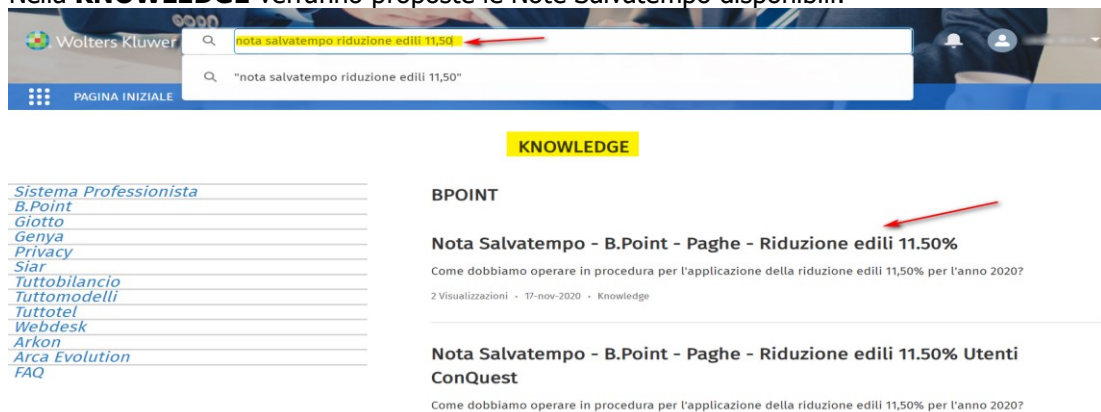 Nella KNOWLEDGE verranno proposte le Note Salvatempo disponibili.
Wolters Kluwer
nota salvatempo riduzione edili 11,50
"nota salvatempo riduzione edili 11,50"
PAGINA INIZIALE
KNOWLEDGE
Sistema Professionista
B.Point
Giotto
Genya
Privacy
Siar
Tuttobilancio
Tuttomodelli
Tuttotel
Webdesk
Arkon
Arca Evolution
FAQ
BPOINT
Nota Salvatempo - B.Point - Paghe - Riduzione edili 11.50%
Come dobbiamo operare in procedura per l'applicazione della riduzione edili 11,50% per l'anno 2020?
2 Visualizzazioni • 17-nov-2020 • Knowledge
Nota Salvatempo - B.Point - Paghe - Riduzione edili 11.50% Utenti
ConQuest
Come dobbiamo operare in procedura per l'applicazione della riduzione edili 11,50% per l'anno 2020?